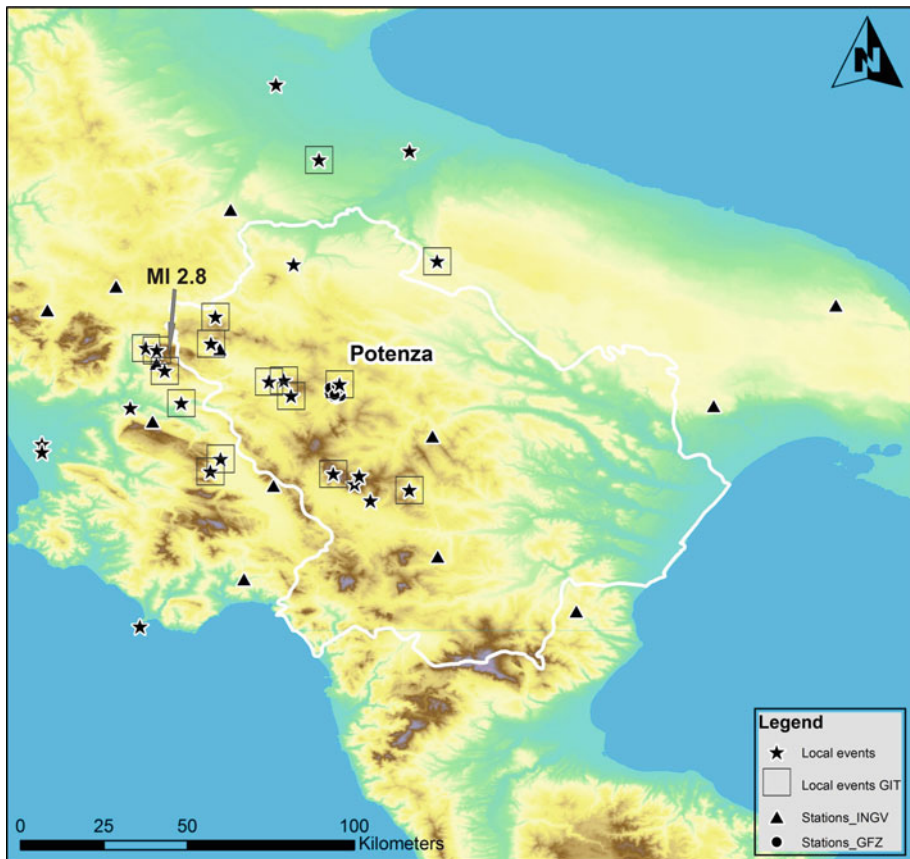 N
MI 2.8
Potenza
Legend
Local events
Local events GIT
Stations_INGV
Stations_GFZ
0 25 50 100
Kilometers